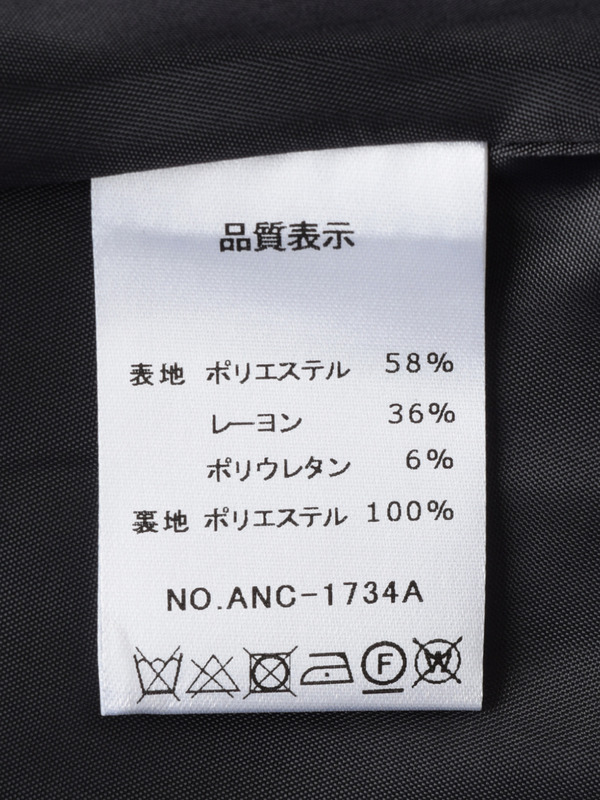 品質表示
表地 ポリエステル 58%
レーヨン 36%
ポリウレタン 6%
裏地 ポリエステル 100%
NO.ANC-1734A
F W